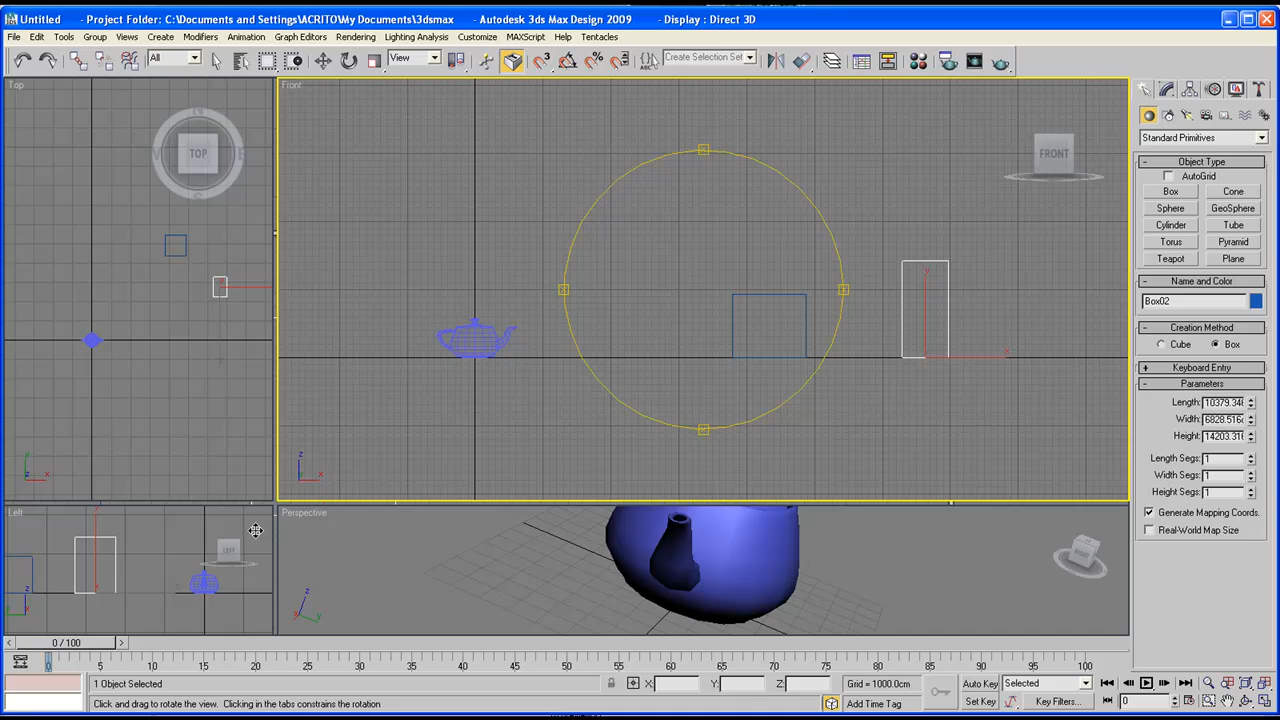 Untitled - Project Folder: C:\Documents and Settings\ACRITO\My Documents\3dsmax - Autodesk 3ds Max Design 2009 - Display : Direct 3D
File Edit Tools Group Views Create Modifiers Animation Graph Editors Rendering Lighting Analysis Customize MAXScript Help Tentacles
All View Create Selection Set
Top
Front
N
TOP
FRONT
Standard Primitives
Object Type
AutoGrid
Box Cone
Sphere GeoSphere
Cylinder Tube
Torus Pyramid
Teapot Plane
Name and Color
Box02
Creation Method
Cube Box
Keyboard Entry
Parameters
Length: 10379.348
Width: 6828.516
Height: 14203.316
Length Segs: 1
Width Segs: 1
Height Segs: 1
Generate Mapping Coords.
Real-World Map Size
Left
Perspective
LEFT
0 / 100
0 5 10 15 20 25 30 35 40 45 50 55 60 65 70 75 80 85 90 95 100
1 Object Selected X: Y: Z: Grid = 1000.0cm Auto Key Selected
Click and drag to rotate the view. Clicking in the tabs constrains the rotation Add Time Tag Set Key Key Filters... 0